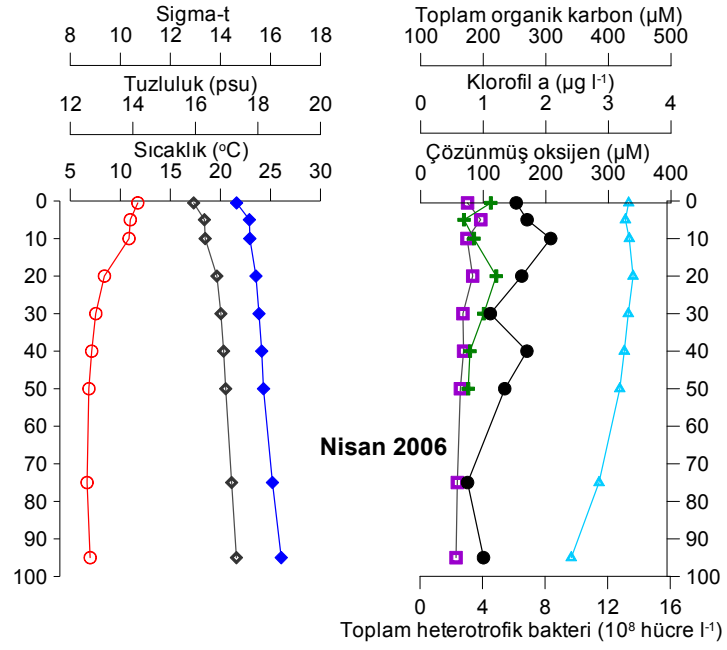 Sigma-t
8 10 12 14 16 18
Tuzluluk (psu)
12 14 16 18 20
Sıcaklık (ºC)
5 10 15 20 25 30
Toplam organik karbon (µM)
100 200 300 400 500
Klorofil a (µg l⁻¹)
0 1 2 3 4
Çözünmüş oksijen (µM)
0 100 200 300 400
0 0
10 10
20 20
30 30
40 40
50 50
60 60
70 70
80 80
90 90
100 100
Nisan 2006
0 4 8 12 16
Toplam heterotrofik bakteri (10⁸ hücre l⁻¹)